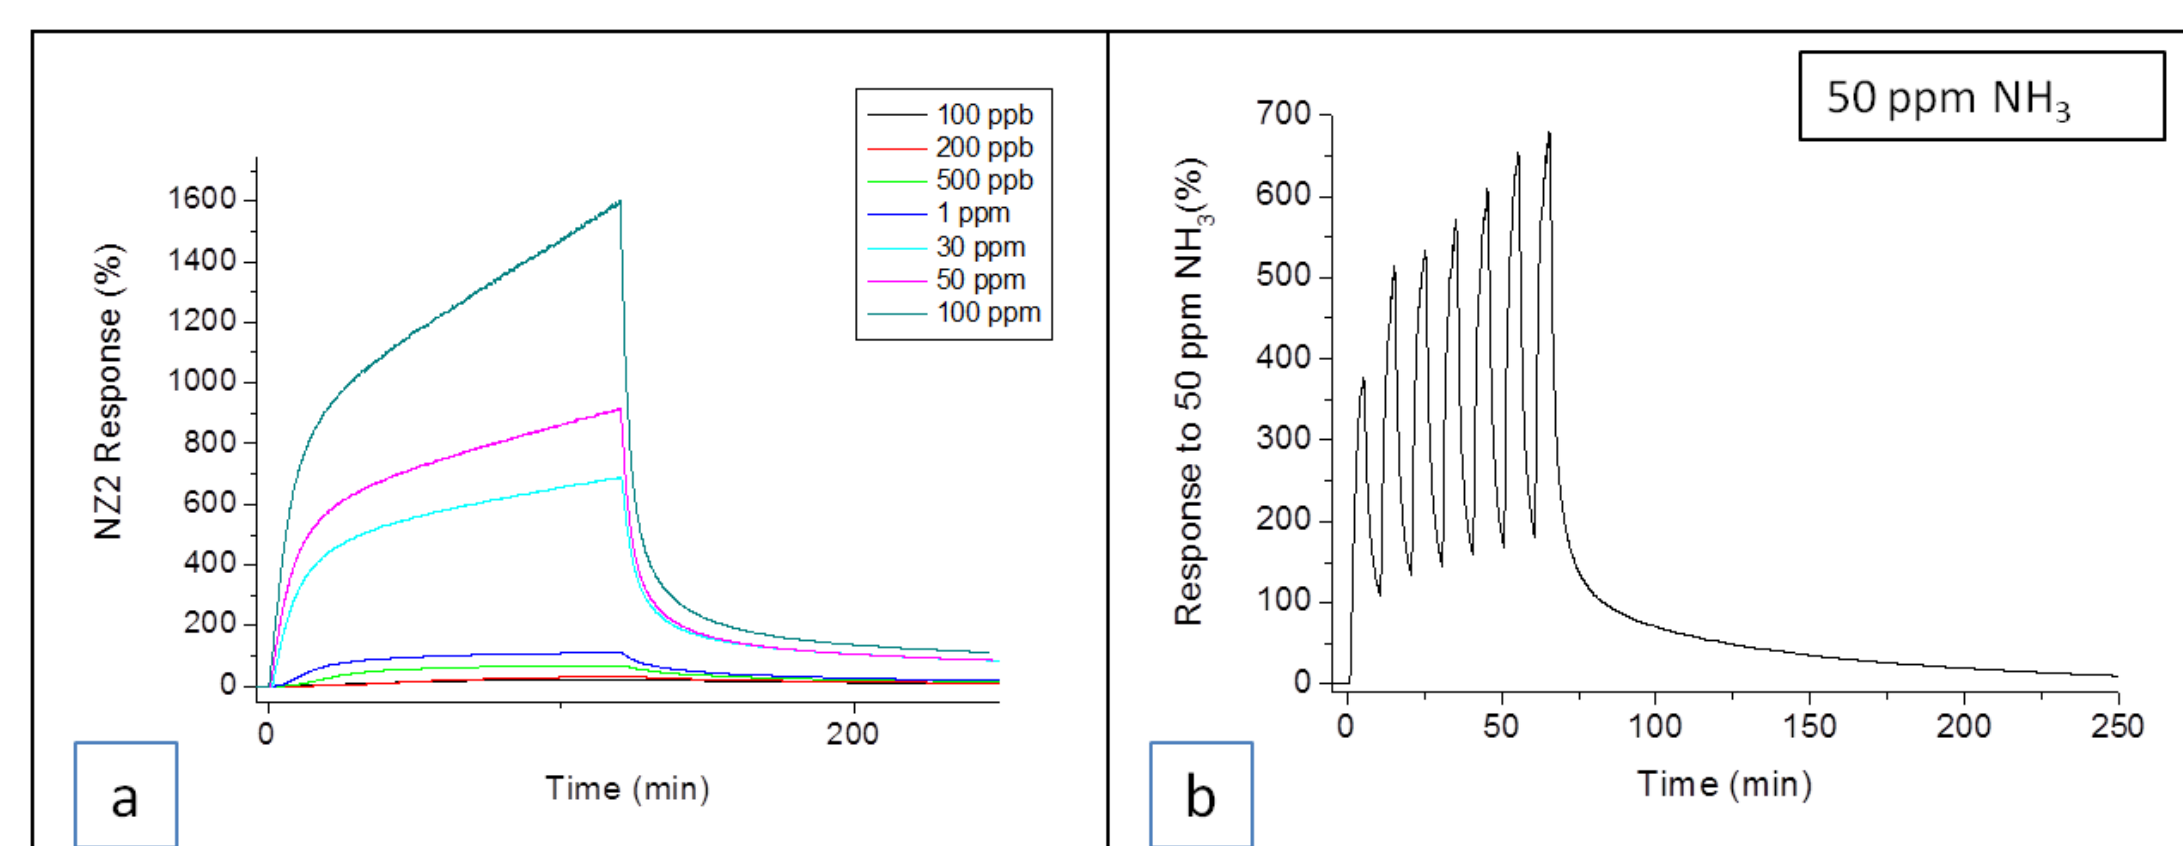 100 ppb
200 ppb
500 ppb
1 ppm
30 ppm
50 ppm
100 ppm
NZ2 Response (%)
1600
1400
1200
1000
800
600
400
200
0
0
200
Time (min)
a
50 ppm NH₃
Response to 50 ppm NH₃(%)
700
600
500
400
300
200
100
0
0
50
100
150
200
250
Time (min)
b